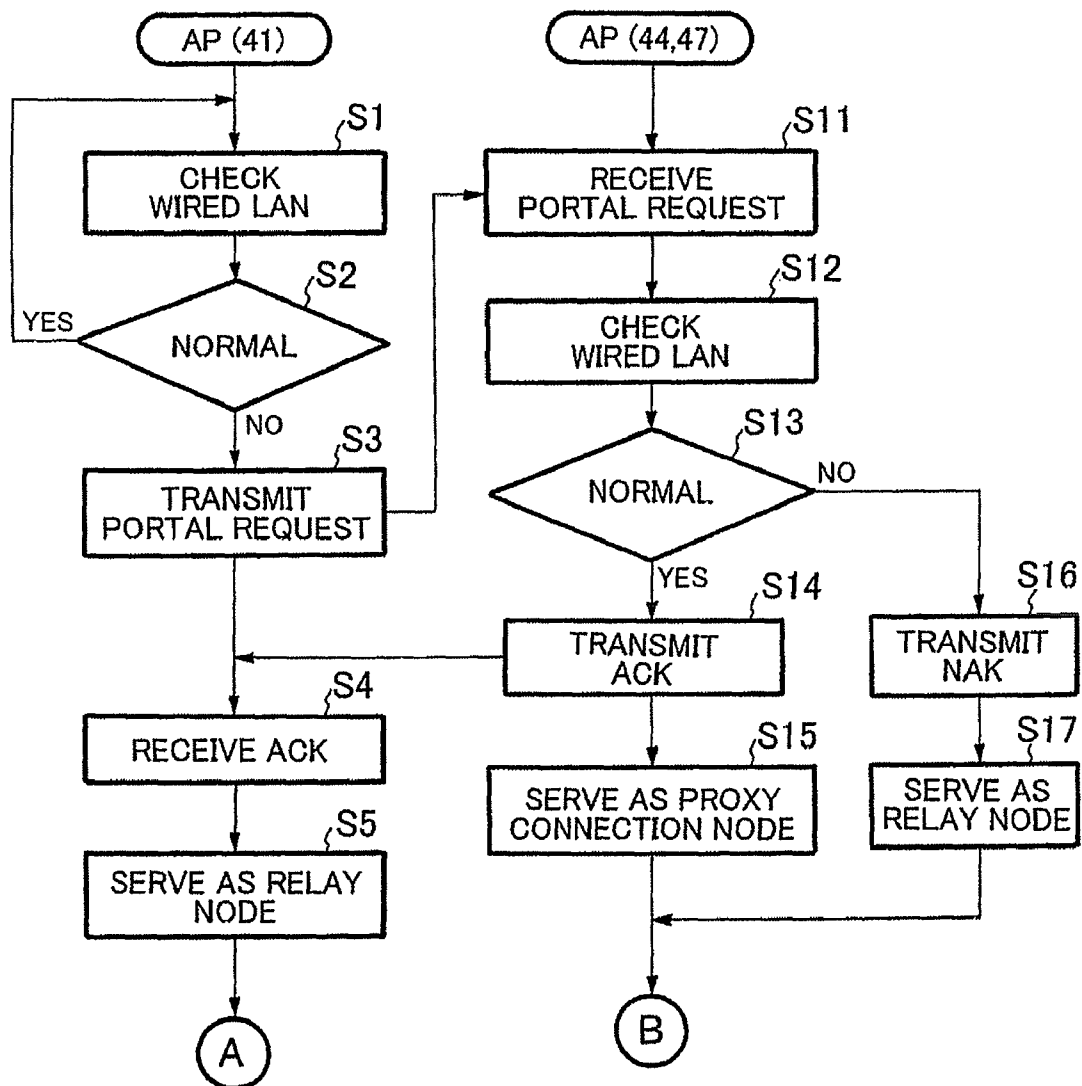 AP (41)
S1
CHECK
WIRED LAN
S2
YES
NORMAL
NO
S3
TRANSMIT
PORTAL REQUEST
S4
RECEIVE ACK
S5
SERVE AS RELAY
NODE
A
AP (44,47)
S11
RECEIVE
PORTAL REQUEST
S12
CHECK
WIRED LAN
S13
NORMAL
NO
YES
S14
TRANSMIT
ACK
S15
SERVE AS PROXY
CONNECTION NODE
S16
TRANSMIT
NAK
S17
SERVE AS
RELAY NODE
B